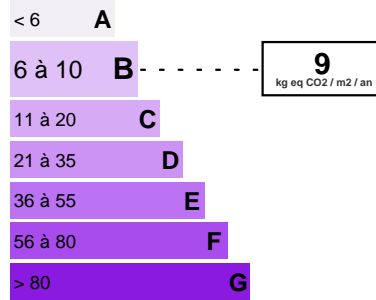 < 6 A
6 à 10 B
9
kg eq CO2 / m2 / an
11 à 20 C
21 à 35 D
36 à 55 E
56 à 80 F
> 80 G